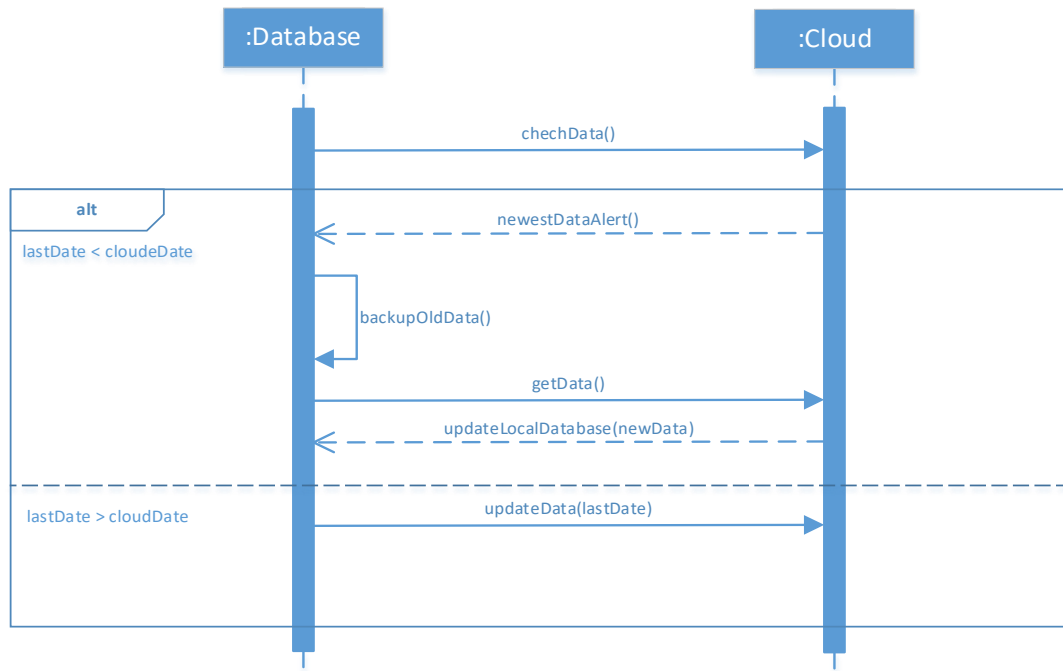 :Database
:Cloud
chechData()
alt
newestDataAlert()
lastDate < cloudeDate
backupOldData()
getData()
updateLocalDatabase(newData)
updateData(lastDate)
lastDate > cloudDate